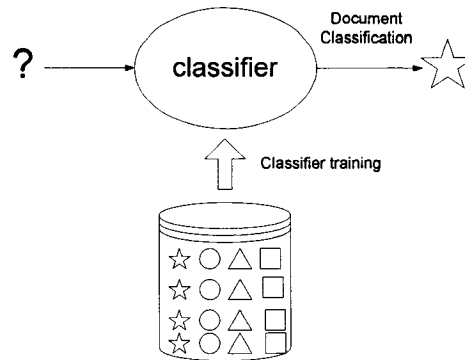 Document
Classification
?
classifier
Classifier training